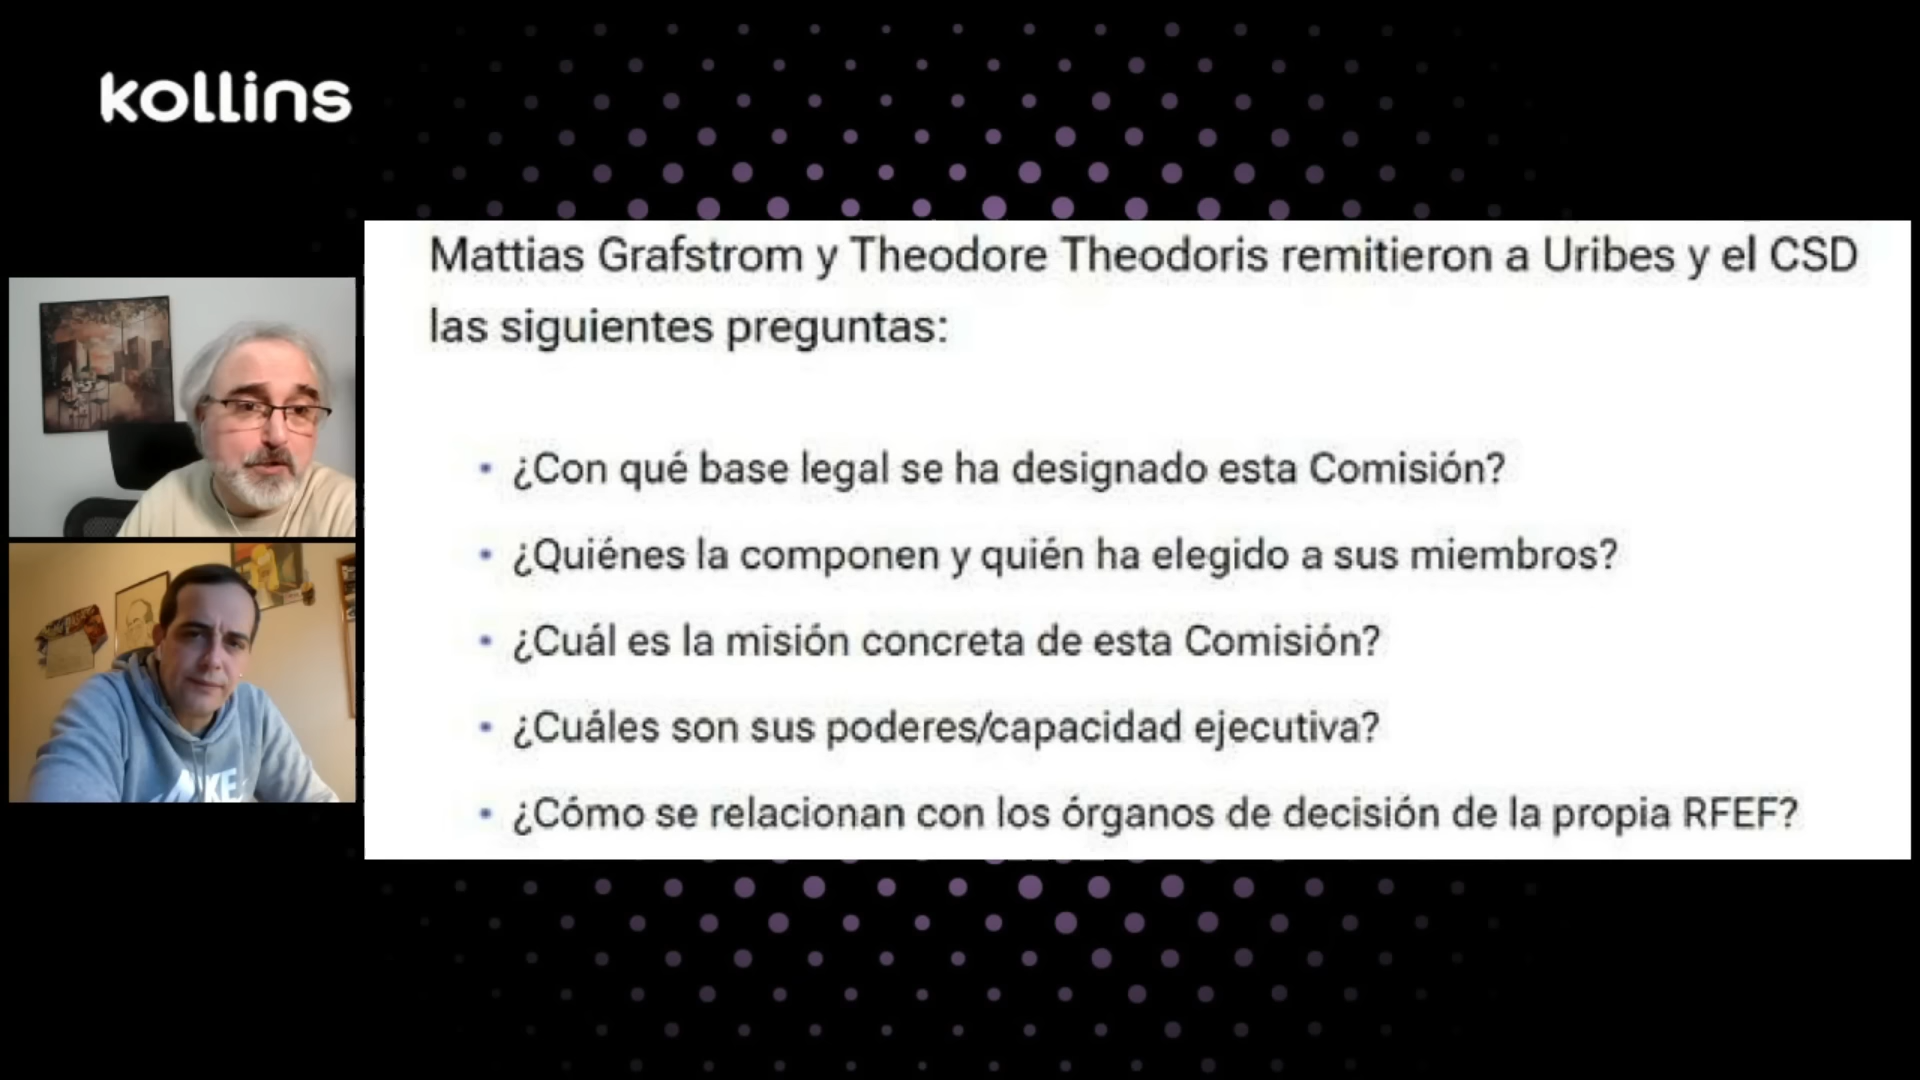 kollins
Mattias Grafstrom y Theodore Theodoris remitieron a Uribes y el CSD
las siguientes preguntas:
• ¿Con qué base legal se ha designado esta Comisión?
• ¿Quiénes la componen y quién ha elegido a sus miembros?
• ¿Cuál es la misión concreta de esta Comisión?
• ¿Cuáles son sus poderes/capacidad ejecutiva?
• ¿Cómo se relacionan con los órganos de decisión de la propia RFEF?